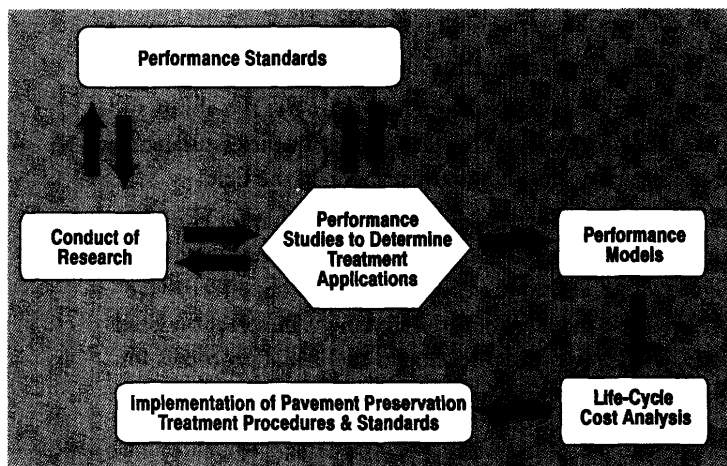 Performance Standards
Conduct of
Research
Performance
Studies to Determine
Treatment
Applications
Performance
Models
Implementation of Pavement Preservation
Treatment Procedures & Standards
Life-Cycle
Cost Analysis